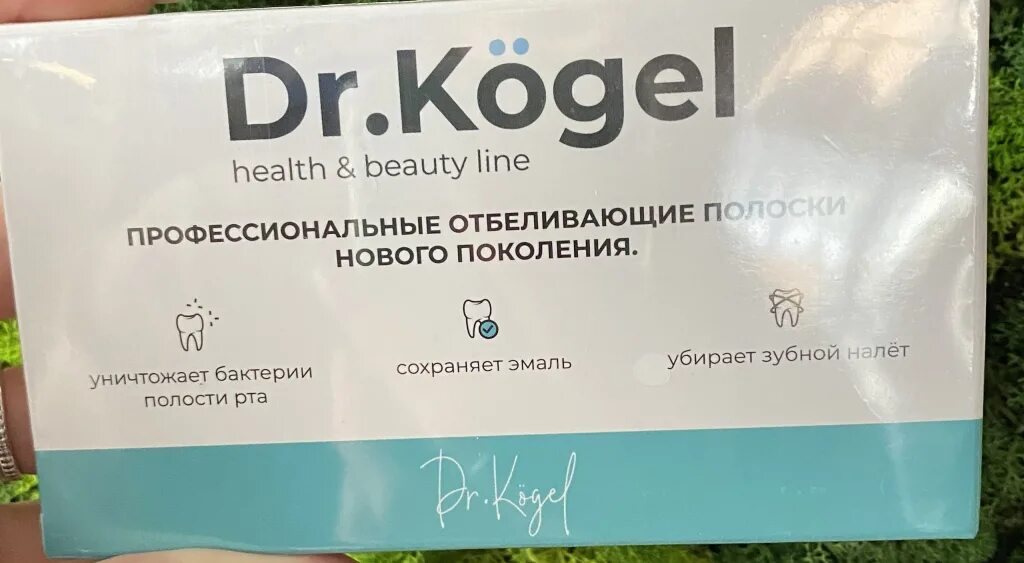 Dr.Kögel
health & beauty line
ПРОФЕССИОНАЛЬНЫЕ ОТБЕЛИВАЮЩИЕ ПОЛОСКИ
НОВОГО ПОКОЛЕНИЯ.
уничтожает бактерии
полости рта
сохраняет эмаль
убирает зубной налёт
Dr.Kögel